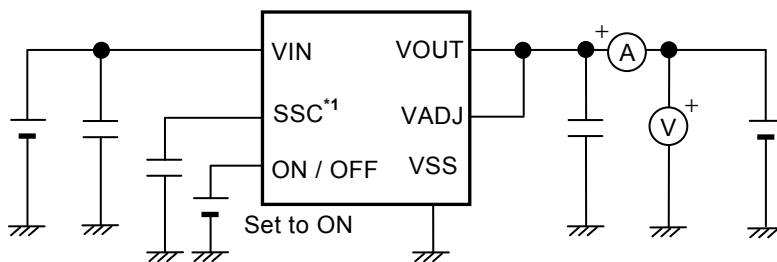 VIN VOUT + A
SSC*1 VADJ V +
ON / OFF VSS
Set to ON